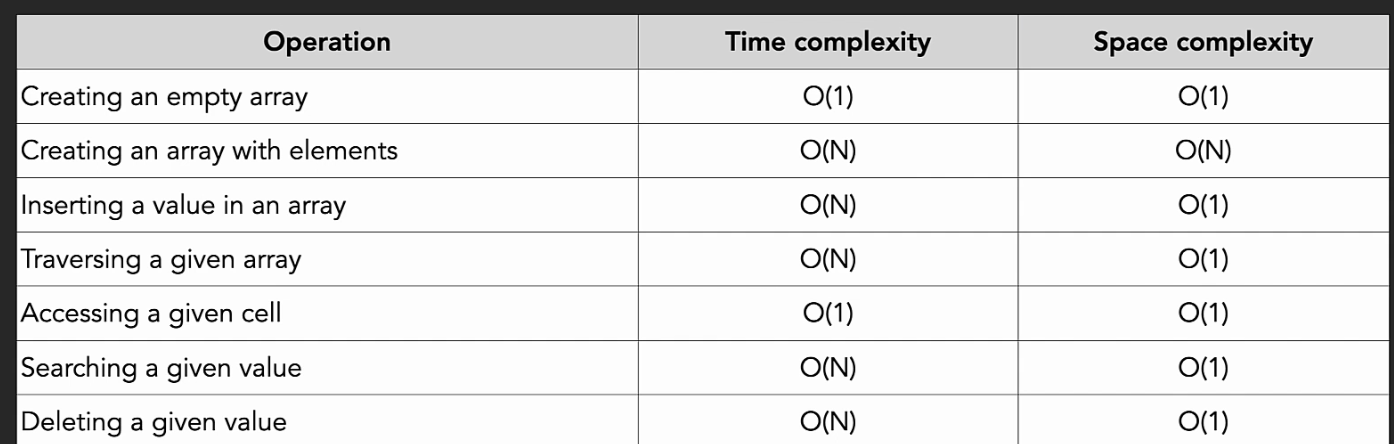 Operation Time complexity Space complexity
Creating an empty array O(1) O(1)
Creating an array with elements O(N) O(N)
Inserting a value in an array O(N) O(1)
Traversing a given array O(N) O(1)
Accessing a given cell O(1) O(1)
Searching a given value O(N) O(1)
Deleting a given value O(N) O(1)